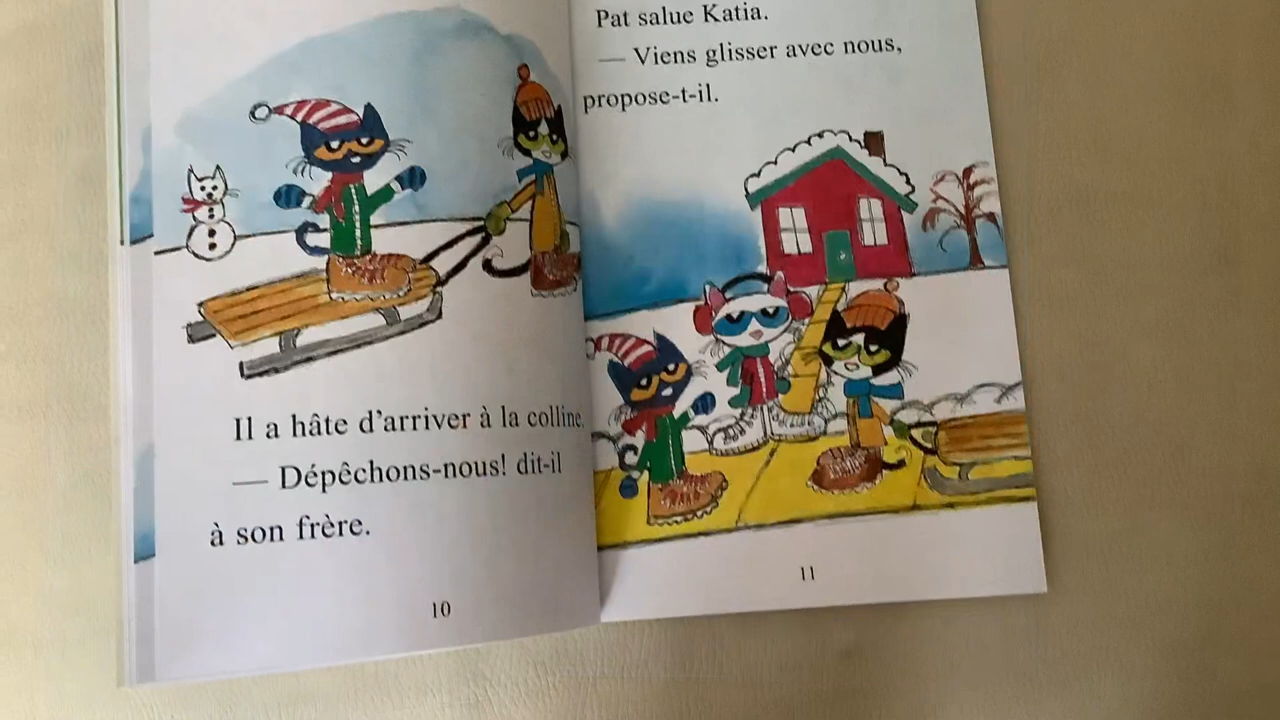 Il a hâte d'arriver à la colline.
— Dépêchons-nous! dit-il
à son frère.
10
Pat salue Katia.
— Viens glisser avec nous,
propose-t-il.
11